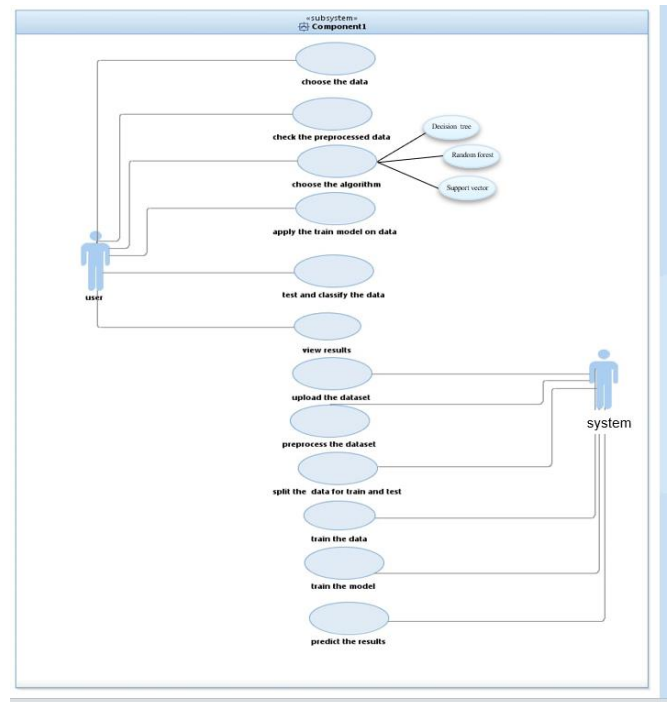 «subsystem»
Component1
choose the data
check the preprocessed data
Decision tree
Random forest
choose the algorithm
Support vector
apply the train model on data
user
test and classify the data
view results
upload the dataset
system
preprocess the dataset
split the data for train and test
train the data
train the model
predict the results